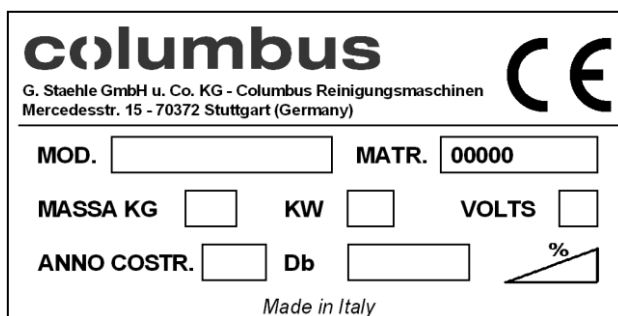 columbus
CE
G. Staehle GmbH u. Co. KG - Columbus Reinigungsmaschinen
Mercedesstr. 15 - 70372 Stuttgart (Germany)
MOD. MATR. 00000
MASSA KG KW VOLTS
ANNO COSTR. Db %
Made in Italy